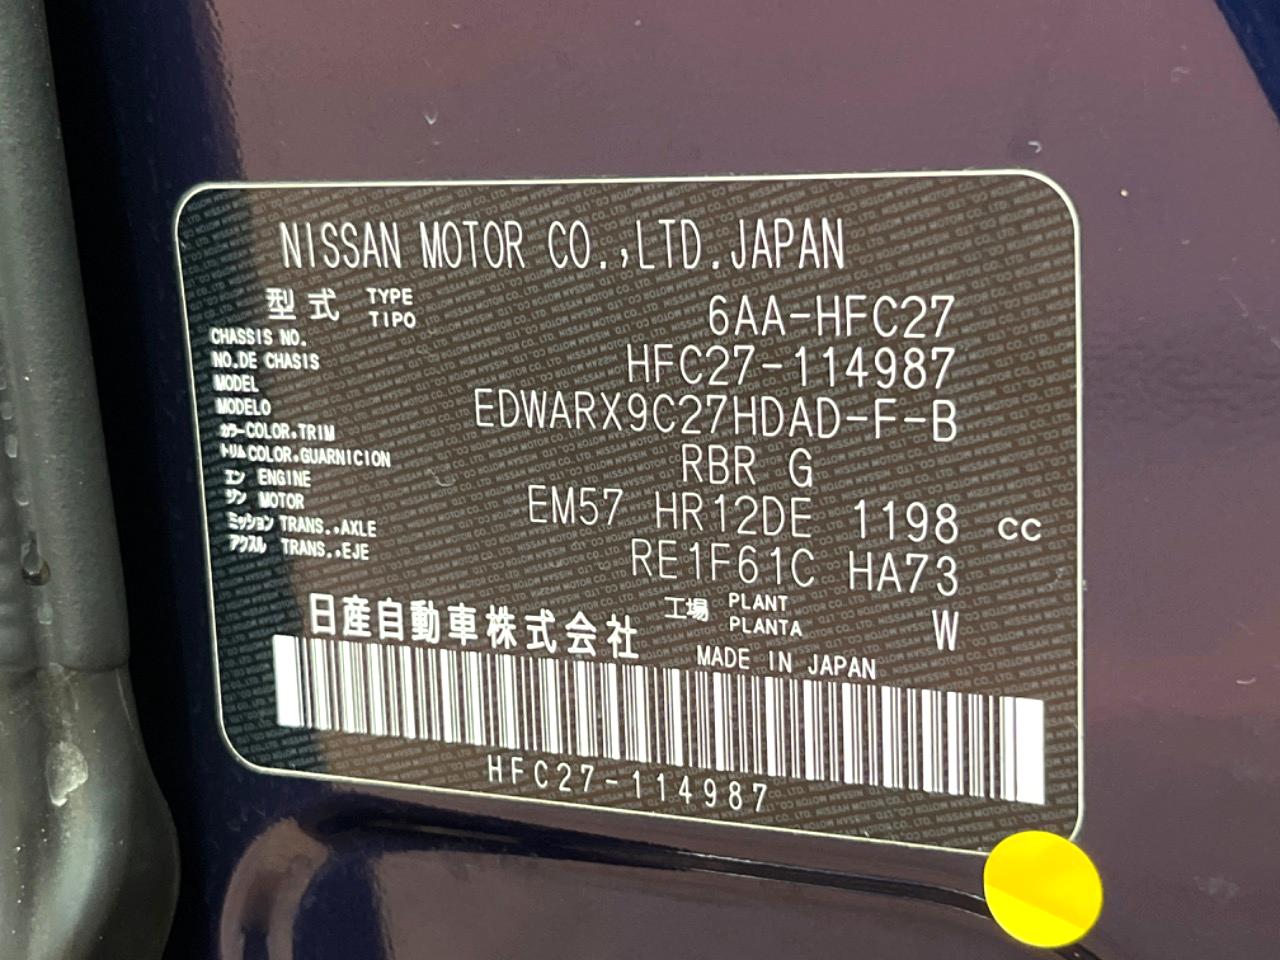 NISSAN MOTOR CO.,LTD.JAPAN
型式 TYPE TIPO 6AA-HFC27
CHASSIS NO.
NO.DE CHASIS HFC27-114987
MODEL
MODELO EDWARX9C27HDAD-F-B
カラー COLOR.TRIM
トリム COLOR.GUARNICION RBR G
エン ENGINE
ジン MOTOR EM57 HR12DE 1198 CC
ミッション TRANS.,AXLE
アクスル TRANS.,EJE RE1F61C HA73
工場 PLANT PLANTA W
日産自動車株式会社
MADE IN JAPAN
HFC27-114987